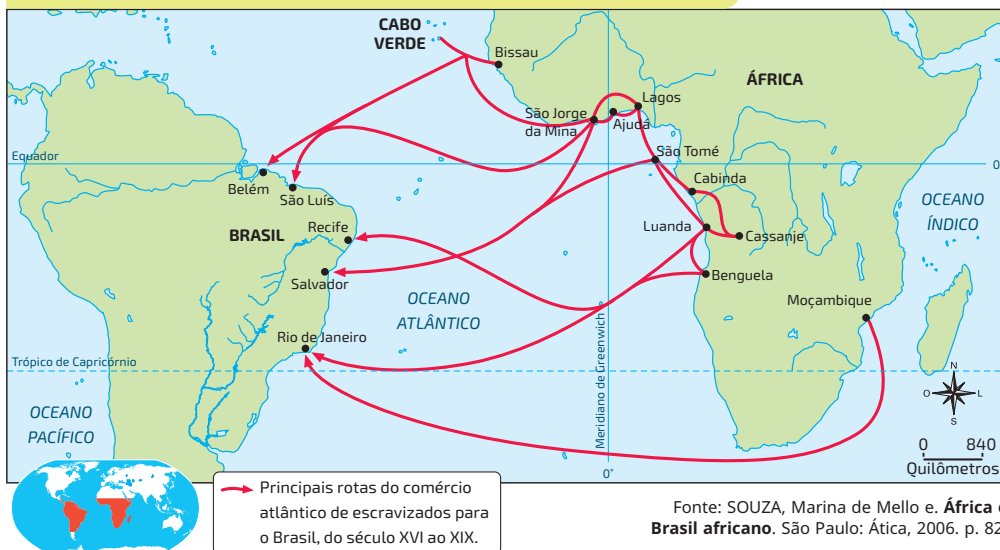 CABO
VERDE
Bissau
ÁFRICA
São Jorge
da Mina
Ajudá
Lagos
São Tomé
Equador
0
Belém
São Luís
Cabinda
OCEANO
ÍNDICO
BRASIL
Recife
Luanda
Cassanje
Salvador
Benguela
OCEANO
ATLÂNTICO
Moçambique
Rio de Janeiro
Meridiano de Greenwich
Trópico de Capricórnio
N
O
L
S
OCEANO
PACÍFICO
0 840
Quilômetros
0°
Principais rotas do comércio
atlântico de escravizados para
o Brasil, do século XVI ao XIX.
Fonte: SOUZA, Marina de Mello e. África e
Brasil africano. São Paulo: Ática, 2006. p. 82